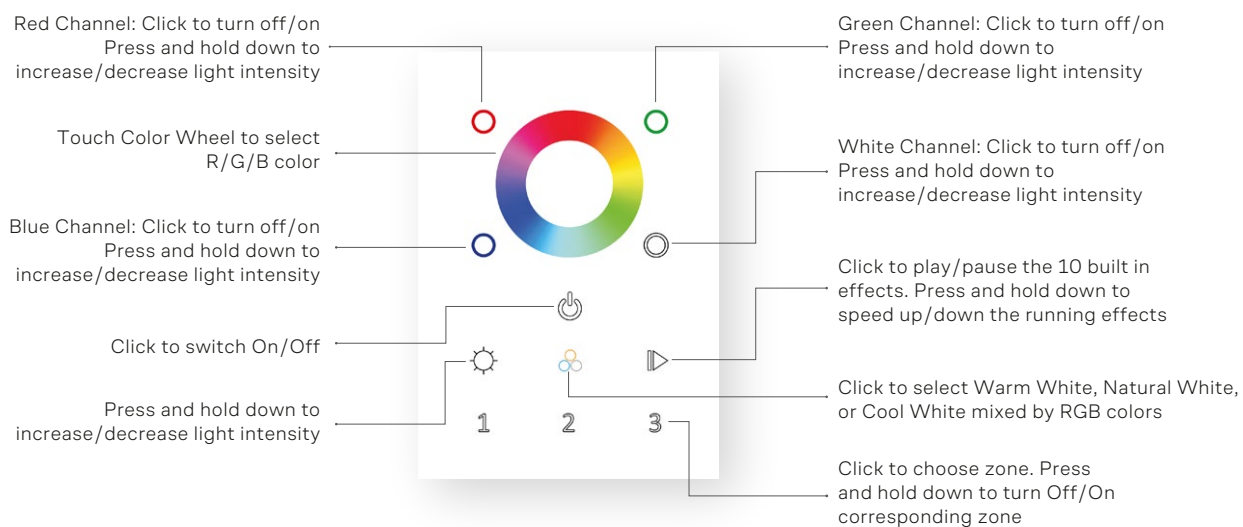 Red Channel: Click to turn off/on
Press and hold down to
increase/decrease light intensity
Touch Color Wheel to select
R/G/B color
Blue Channel: Click to turn off/on
Press and hold down to
increase/decrease light intensity
Click to switch On/Off
Press and hold down to
increase/decrease light intensity
1 2 3
Green Channel: Click to turn off/on
Press and hold down to
increase/decrease light intensity
White Channel: Click to turn off/on
Press and hold down to
increase/decrease light intensity
Click to play/pause the 10 built in
effects. Press and hold down to
speed up/down the running effects
Click to select Warm White, Natural White,
or Cool White mixed by RGB colors
Click to choose zone. Press
and hold down to turn Off/On
corresponding zone